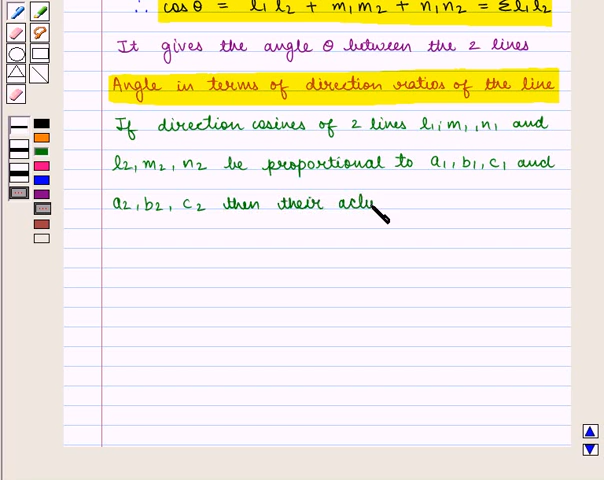 ∴ cos θ = l₁ l₂ + m₁ m₂ + n₁ n₂ = Σ l₁ l₂
It gives the angle θ between the 2 lines
Angle in terms of direction ratios of the line
If direction cosines of 2 lines l₁, m₁, n₁ and
l₂, m₂, n₂ be proportional to a₁, b₁, c₁ and
a₂, b₂, c₂ then their actu